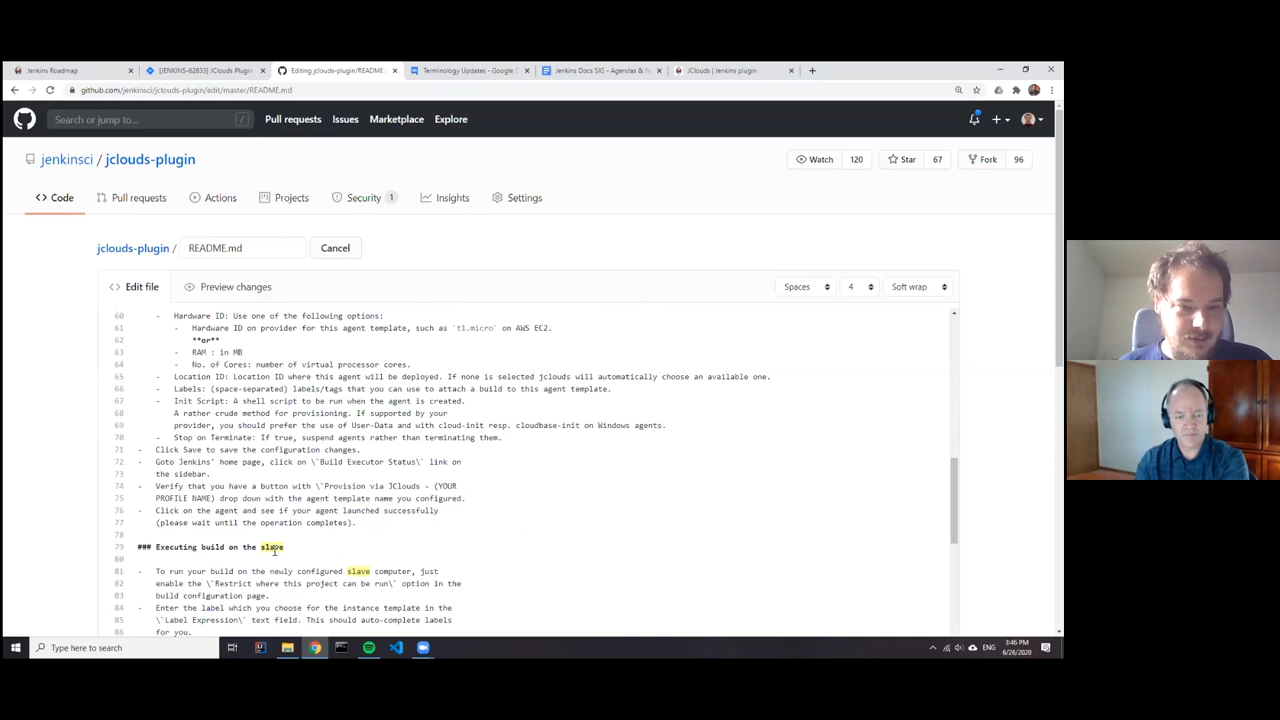 Jenkins Roadmap
[JENKINS-62833] JClouds Plugin
Editing jclouds-plugin/README.m
Terminology Updates - Google D
Jenkins Docs SIG - Agendas & N
JClouds | Jenkins plugin
github.com/jenkinsci/jclouds-plugin/edit/master/README.md
Search or jump to... /
Pull requests Issues Marketplace Explore
jenkinsci / jclouds-plugin
Watch 120 Star 67 Fork 96
Code Pull requests Actions Projects Security 1 Insights Settings
jclouds-plugin / README.md Cancel
Edit file Preview changes Spaces 4 Soft wrap
60 - Hardware ID: Use one of the following options:
61 - Hardware ID on provider for this agent template, such as `t1.micro` on AWS EC2.
62 **or**
63 - RAM : in MB
64 - No. of Cores: number of virtual processor cores.
65 - Location ID: Location ID where this agent will be deployed. If none is selected jclouds will automatically choose an available one.
66 - Labels: (space-separated) labels/tags that you can use to attach a build to this agent template.
67 - Init Script: A shell script to be run when the agent is created.
68 A rather crude method for provisioning. If supported by your
69 provider, you should prefer the use of User-Data and with cloud-init resp. cloudbase-init on Windows agents.
70 - Stop on Terminate: If true, suspend agents rather than terminating them.
71 - Click Save to save the configuration changes.
72 - Goto Jenkins' home page, click on \`Build Executor Status\` link on
73 the sidebar.
74 - Verify that you have a button with \`Provision via JClouds - (YOUR
75 PROFILE NAME) drop down with the agent template name you configured.
76 - Click on the agent and see if your agent launched successfully
77 (please wait until the operation completes).
78
79 ### Executing build on the slave
80
81 - To run your build on the newly configured slave computer, just
82 enable the \`Restrict where this project can be run\` option in the
83 build configuration page.
84 - Enter the label which you choose for the instance template in the
85 \`Label Expression\` text field. This should auto-complete labels
86 for you.
Type here to search
ENG
3:46 PM
6/26/2020